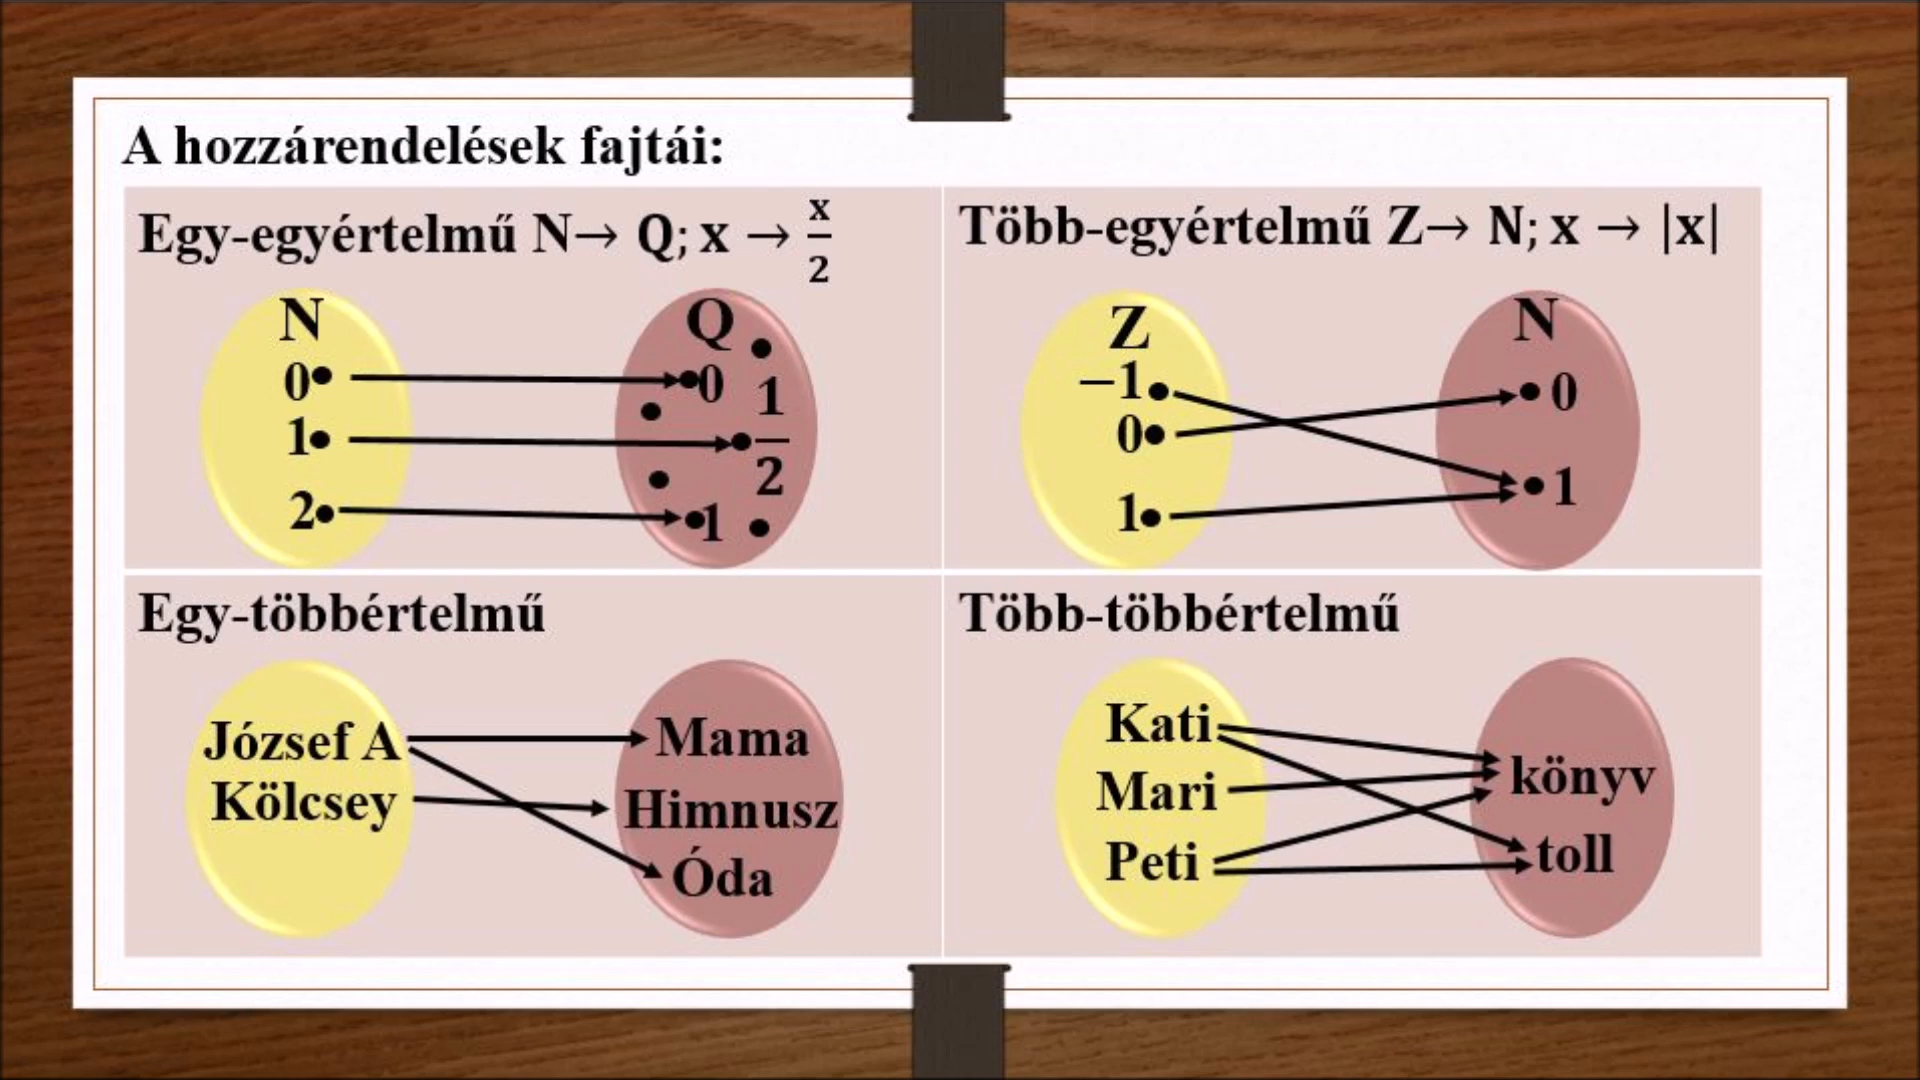 A hozzárendelések fajtái:
Egy-egyértelmű N→ Q; x → x/2
N
0
1
2
Q
0
1/2
1
Több-egyértelmű Z→ N; x → |x|
Z
−1
0
1
N
0
1
Egy-többértelmű
József A
Kölcsey
Mama
Himnusz
Óda
Több-többértelmű
Kati
Mari
Peti
könyv
toll